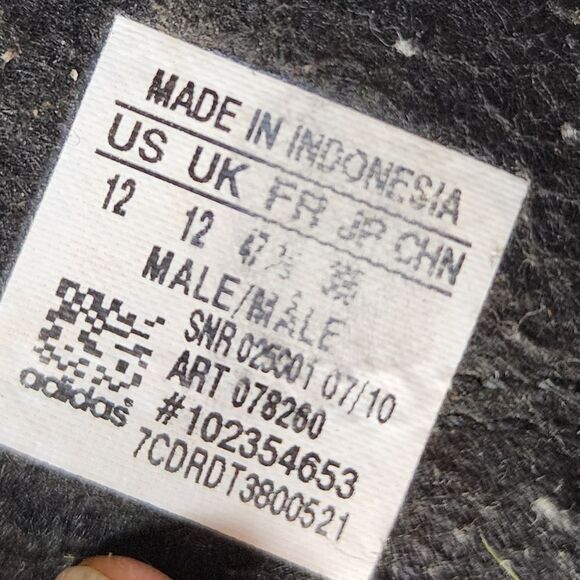 MADE IN INDONESIA
US UK FR JP CHN
12 12
MALE/MALE
SNR 025001 07/10
ART 078260
#102354653
7CDRDT3800521
adidas